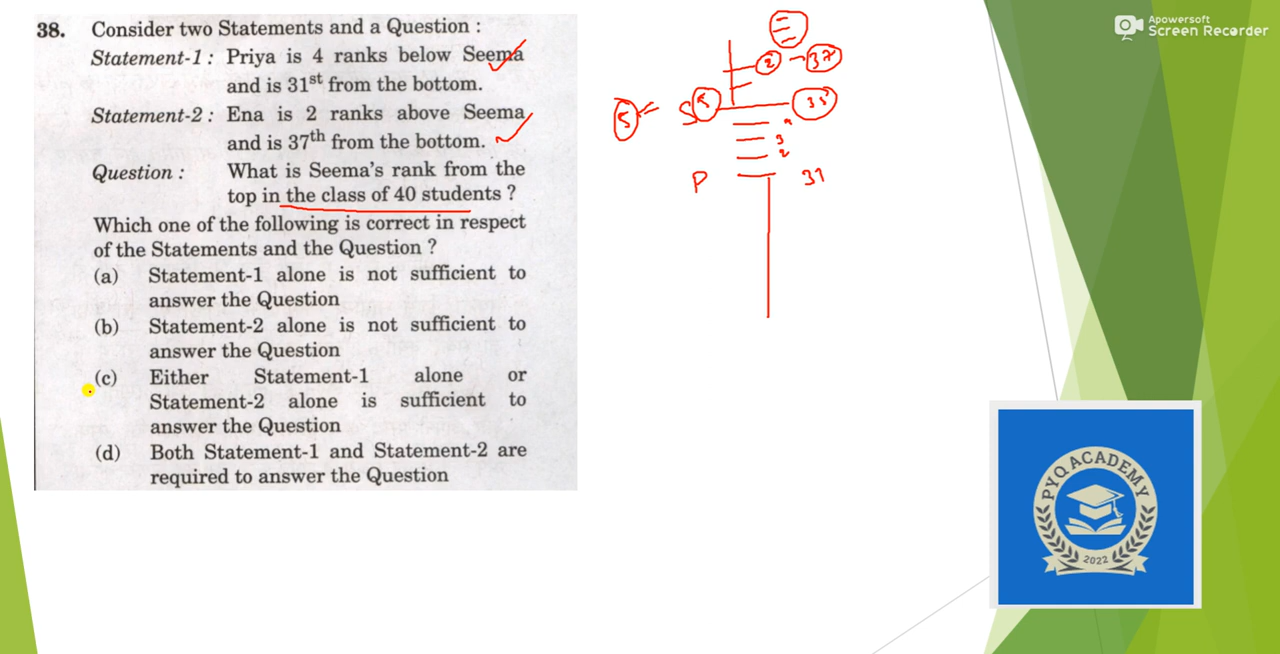 38. Consider two Statements and a Question :
Statement-1 : Priya is 4 ranks below Seema
and is 31st from the bottom.
Statement-2 : Ena is 2 ranks above Seema
and is 37th from the bottom.
Question : What is Seema's rank from the
top in the class of 40 students ?
Which one of the following is correct in respect
of the Statements and the Question ?
(a) Statement-1 alone is not sufficient to
answer the Question
(b) Statement-2 alone is not sufficient to
answer the Question
(c) Either Statement-1 alone or
Statement-2 alone is sufficient to
answer the Question
(d) Both Statement-1 and Statement-2 are
required to answer the Question
2 37
5 S 35
3
2
P 31
Apowersoft
Screen Recorder
PYQ ACADEMY
2022